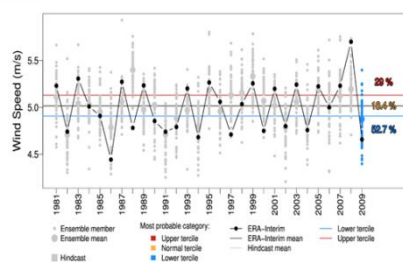 Wind Speed (m/s)
5.5
5.0
4.5
29 %
18.4 %
52.7 %
1981
1983
1985
1987
1989
1991
1993
1995
1997
1999
2001
2003
2005
2007
2009
Ensemble member
Ensemble mean
Hindcast
Most probable category:
Upper tercile
Normal tercile
Lower tercile
ERA−Interim
ERA−Interim mean
Hindcast mean
Lower tercile
Upper tercile